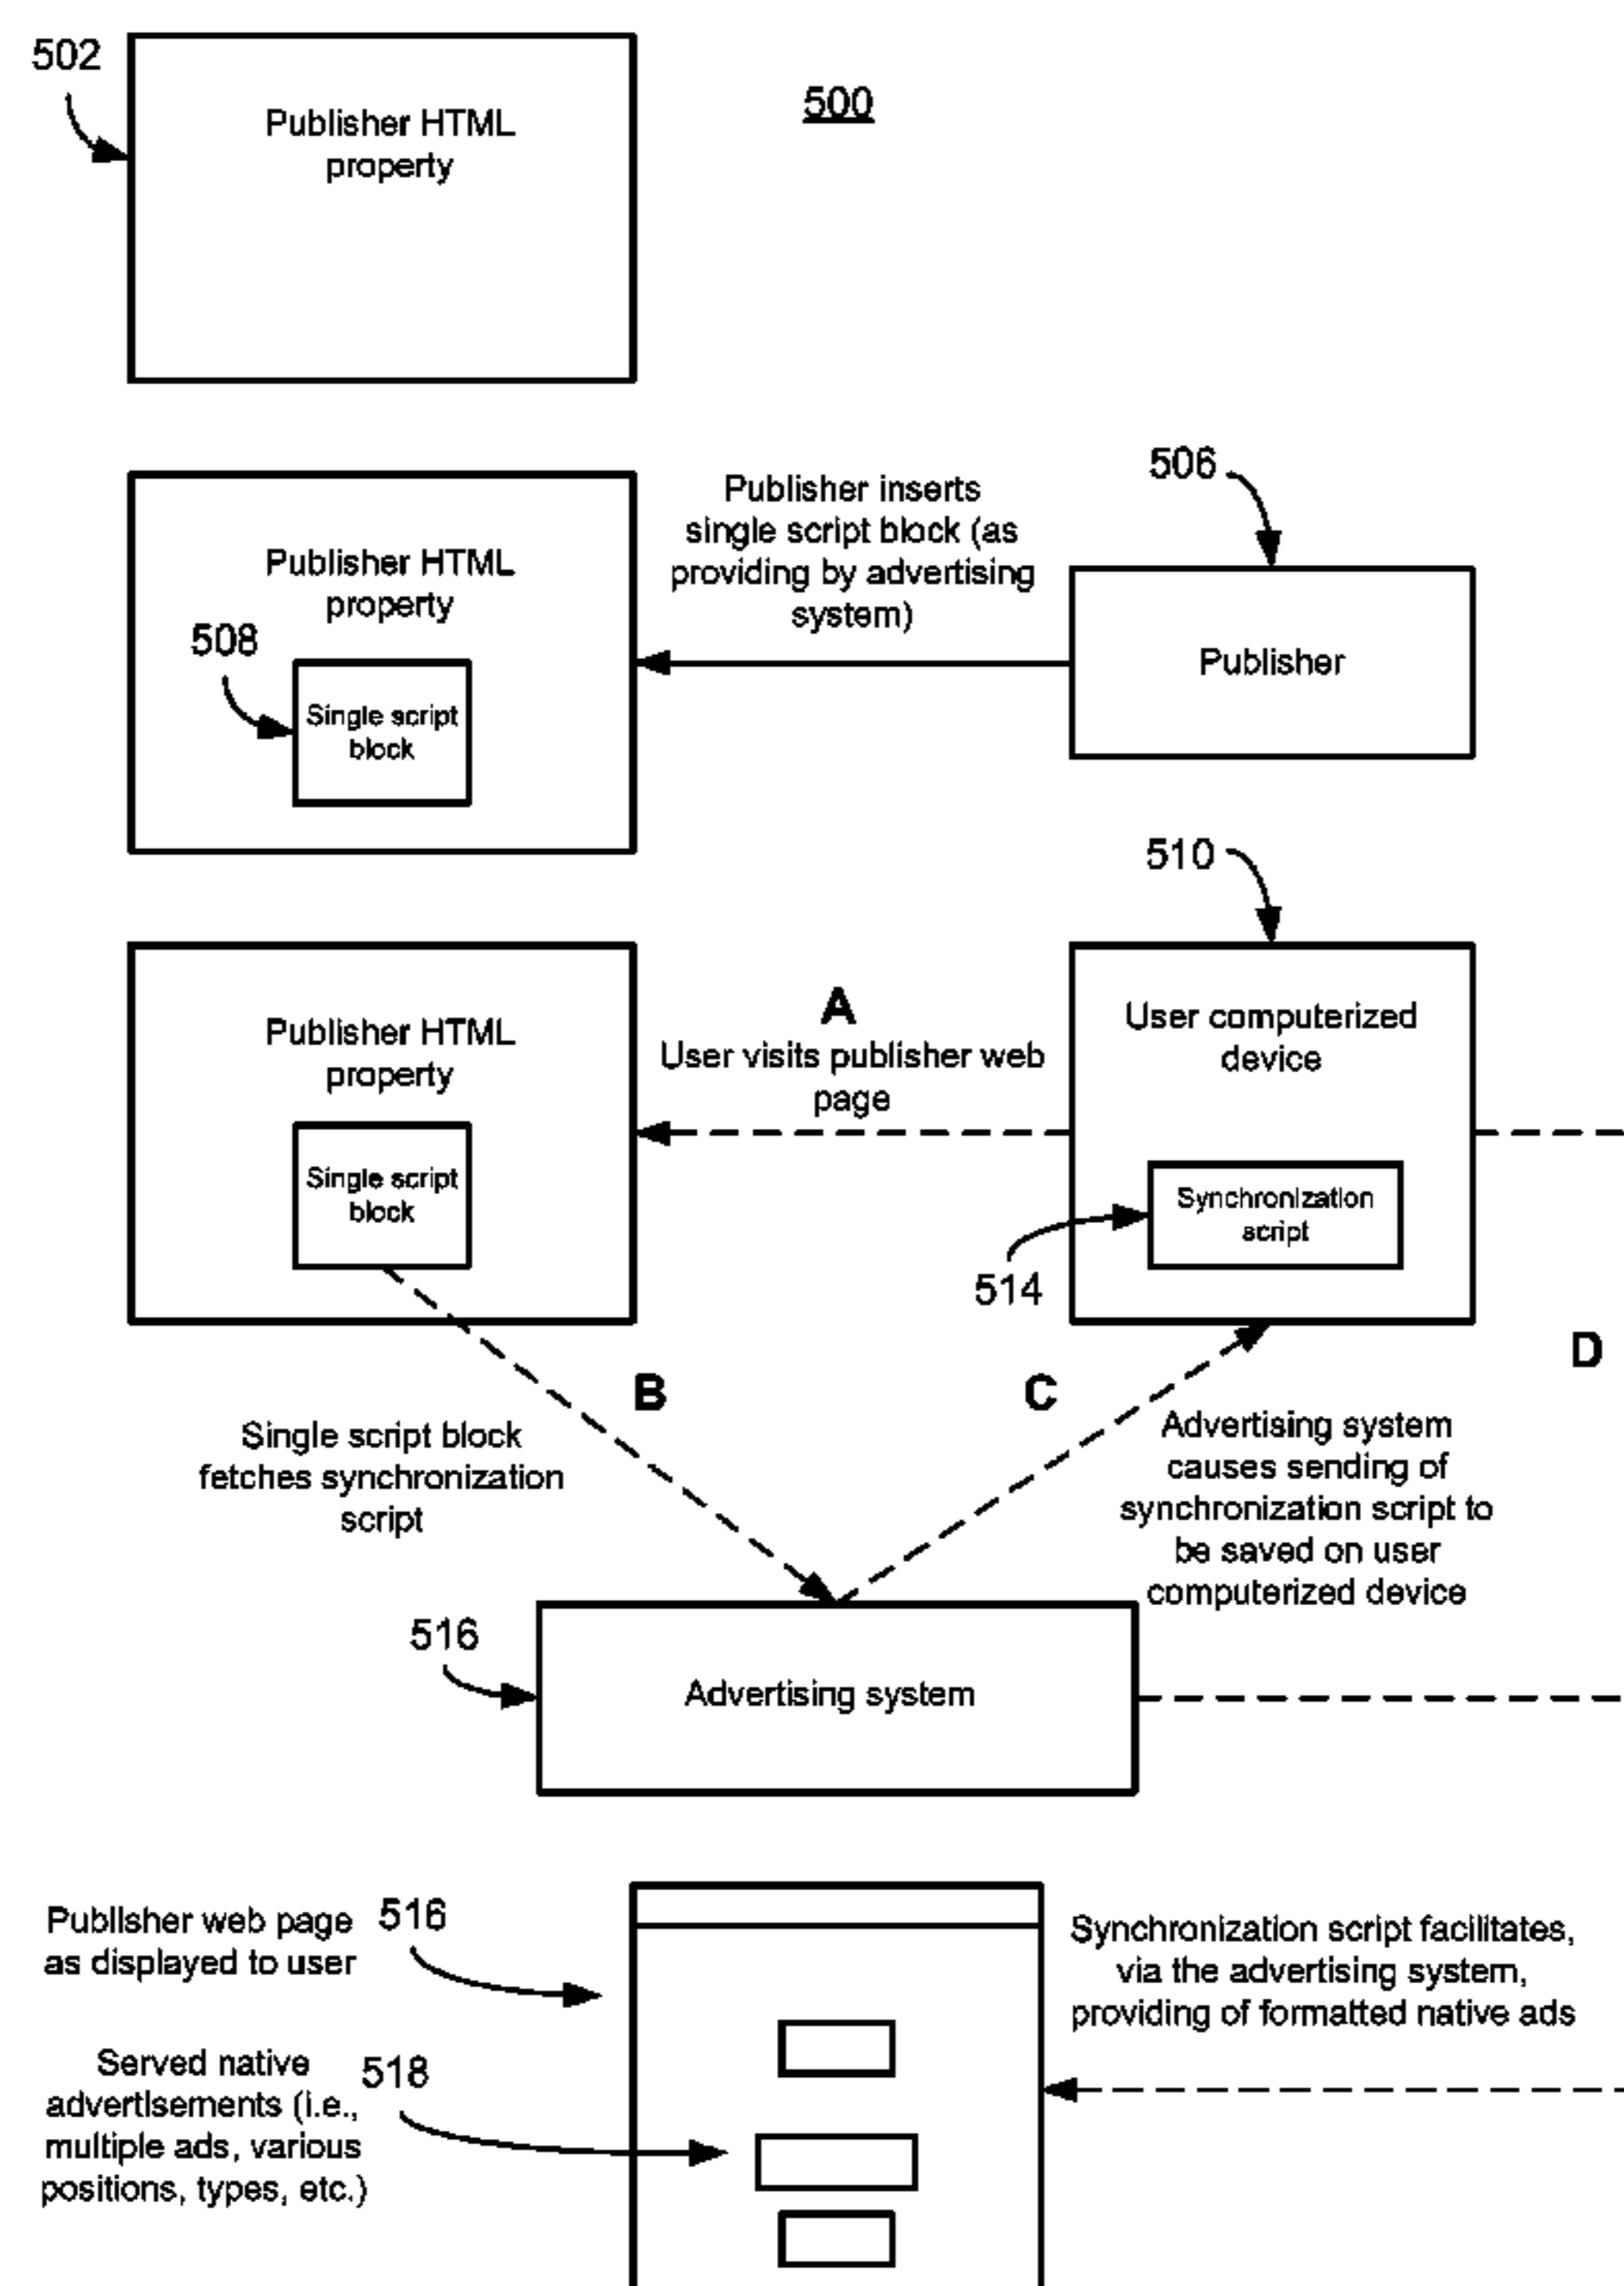 502
Publisher HTML
property
500
506
Publisher inserts
single script block (as
providing by advertising
system)
Publisher HTML
property
508
Single script
block
Publisher
510
Publisher HTML
property
A
User visits publisher web
page
User computerized
device
Single script
block
Synchronization
script
514
D
B
C
Single script block
fetches synchronization
script
Advertising system
causes sending of
synchronization script to
be saved on user
computerized device
516
Advertising system
Publisher web page
as displayed to user
516
Synchronization script facilitates,
via the advertising system,
providing of formatted native ads
Served native
advertisements (i.e.,
multiple ads, various
positions, types, etc.)
518